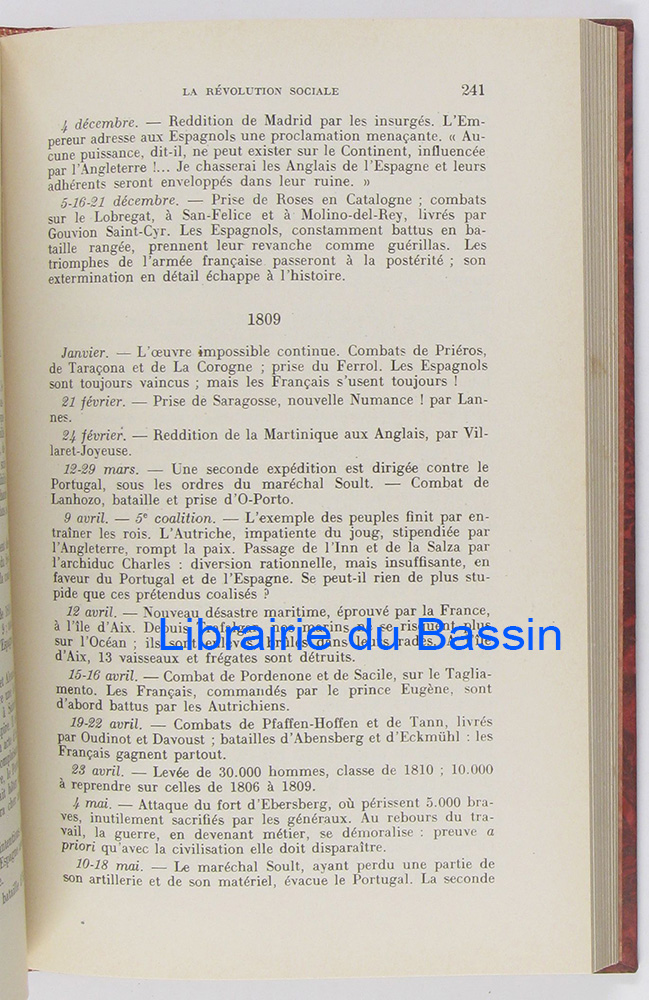 LA RÉVOLUTION SOCIALE 241
4 décembre. — Reddition de Madrid par les insurgés. L'Em-
pereur adresse aux Espagnols une proclamation menaçante. « Au-
cune puissance, dit-il, ne peut exister sur le Continent, influencée
par l'Angleterre !... Je chasserai les Anglais de l'Espagne et leurs
adhérents seront enveloppés dans leur ruine. »
5-16-21 décembre. — Prise de Roses en Catalogne ; combats
sur le Lobregat, à San-Felice et à Molino-del-Rey, livrés par
Gouvion Saint-Cyr. Les Espagnols, constamment battus en ba-
taille rangée, prennent leur revanche comme guérillas. Les
triomphes de l'armée française passeront à la postérité ; son
extermination en détail échappe à l'histoire.
1809
Janvier. — L'œuvre impossible continue. Combats de Priéros,
de Taraçona et de La Corogne ; prise du Ferrol. Les Espagnols
sont toujours vaincus ; mais les Français s'usent toujours !
21 février. — Prise de Saragosse, nouvelle Numance ! par Lan-
nes.
24 février. — Reddition de la Martinique aux Anglais, par Vil-
laret-Joyeuse.
12-29 mars. — Une seconde expédition est dirigée contre le
Portugal, sous les ordres du maréchal Soult. — Combat de
Lanhozo, bataille et prise d'O-Porto.
9 avril. — 5e coalition. — L'exemple des peuples finit par en-
traîner les rois. L'Autriche, impatiente du joug, stipendiée par
l'Angleterre, rompt la paix. Passage de l'Inn et de la Salza par
l'archiduc Charles : diversion rationnelle, mais insuffisante, en
faveur du Portugal et de l'Espagne. Se peut-il rien de plus stu-
pide que ces prétendus coalisés ?
12 avril. — Nouveau désastre maritime, éprouvé par la France,
à l'île d'Aix. Depuis Trafalgar, nos marins ne se risquent plus
sur l'Océan ; ils sont enlevés, brûlés dans leurs rades. A l'île
d'Aix, 13 vaisseaux et frégates sont détruits.
Librairie du Bassin
15-16 avril. — Combat de Pordenone et de Sacile, sur le Taglia-
mento. Les Français, commandés par le prince Eugène, sont
d'abord battus par les Autrichiens.
19-22 avril. — Combats de Pfaffen-Hoffen et de Tann, livrés
par Oudinot et Davoust ; batailles d'Abensberg et d'Eckmühl : les
Français gagnent partout.
23 avril. — Levée de 30.000 hommes, classe de 1810 ; 10.000
à reprendre sur celles de 1806 à 1809.
4 mai. — Attaque du fort d'Ebersberg, où périssent 5.000 bra-
ves, inutilement sacrifiés par les généraux. Au rebours du tra-
vail, la guerre, en devenant métier, se démoralise : preuve a
priori qu'avec la civilisation elle doit disparaître.
10-18 mai. — Le maréchal Soult, ayant perdu une partie de
son artillerie et de son matériel, évacue le Portugal. La seconde